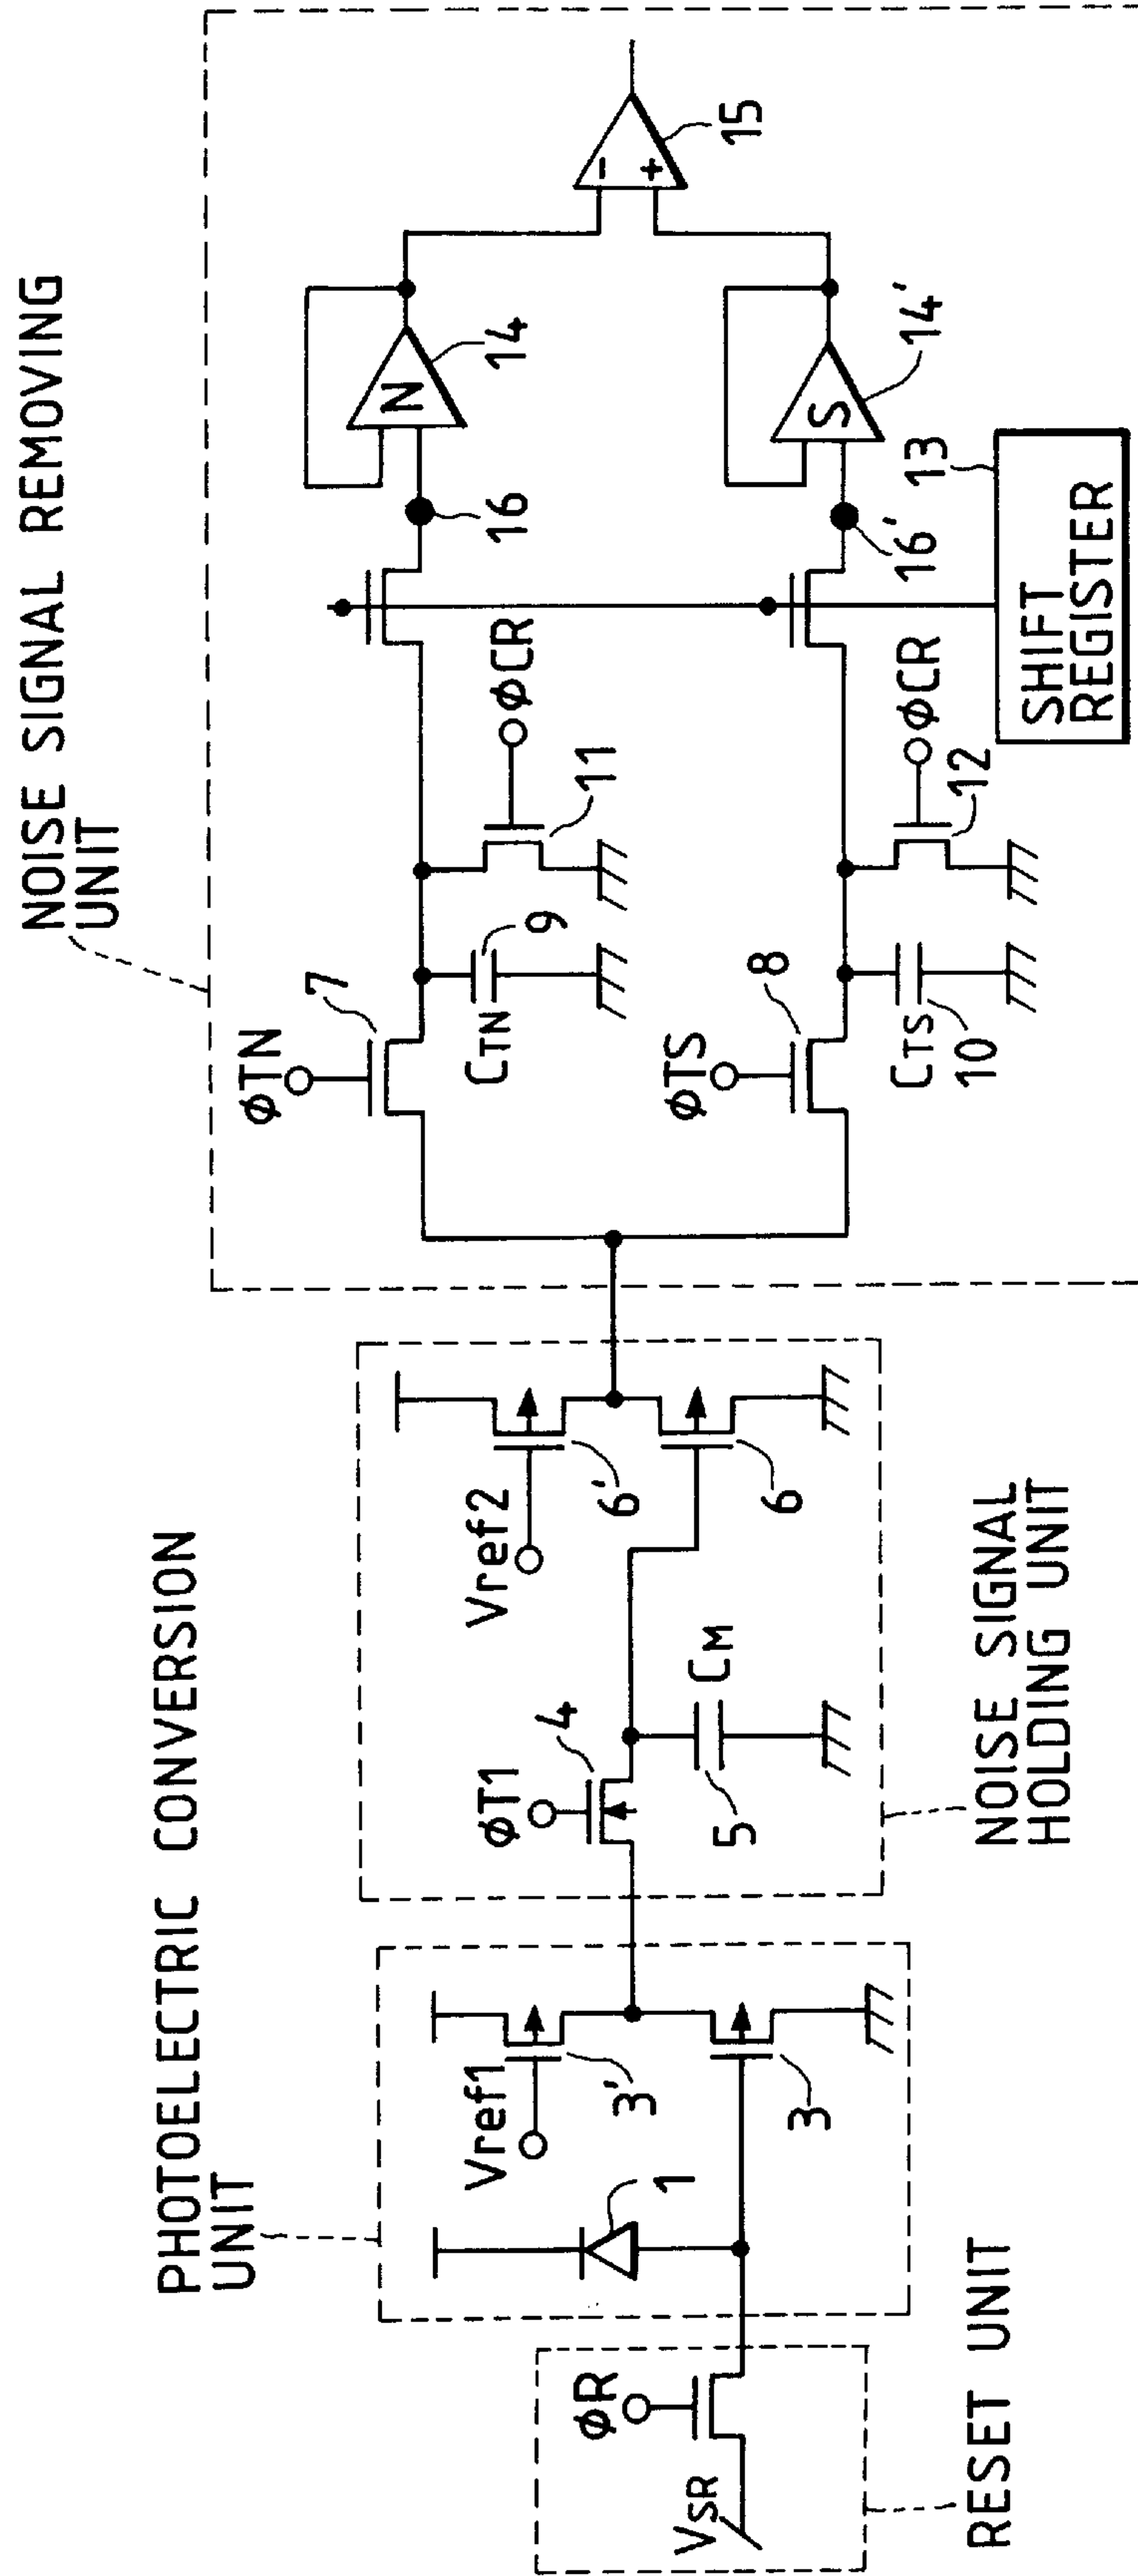 NOISE SIGNAL REMOVING
UNIT
PHOTOELECTRIC CONVERSION
UNIT
RESET UNIT
NOISE SIGNAL
HOLDING UNIT
VSR
ϕR
1
Vref1
3'
3
ϕT1
4
5
CM
Vref2
6'
6
ϕTN
7
CTN
9
11
ϕCR
16
N
14
ϕTS
8
CTS
10
12
ϕCR
16'
S
14'
13
SHIFT
REGISTER
-
+
15